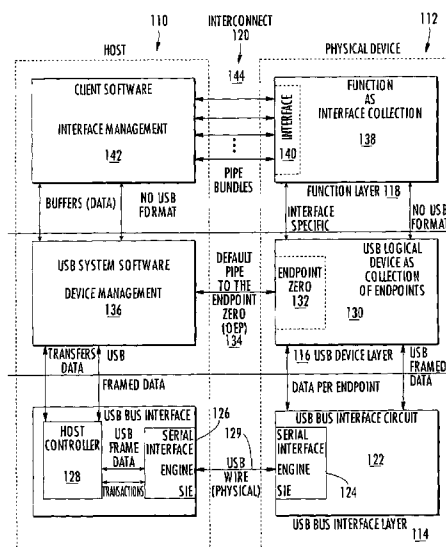 110
INTERCONNECT
120
112
HOST
PHYSICAL DEVICE
144
CLIENT SOFTWARE
INTERFACE MANAGEMENT
142
PIPE
BUNDLES
INTERFACE
140
FUNCTION
AS
INTERFACE COLLECTION
138
FUNCTION LAYER 118
BUFFERS (DATA)
NO USB
FORMAT
INTERFACE
SPECIFIC
NO USB
FORMAT
USB SYSTEM SOFTWARE
DEVICE MANAGEMENT
136
DEFAULT
PIPE
TO THE
ENDPOINT
ZERO
(OEP)
134
ENDPOINT
ZERO
132
USB LOGICAL
DEVICE AS
COLLECTION
OF ENDPOINTS
130
TRANSFERS
DATA
USB
FRAMED DATA
116 USB DEVICE LAYER
DATA PER ENDPOINT
USB
FRAMED
DATA
USB BUS INTERFACE
HOST
CONTROLLER
128
USB
FRAME
DATA
TRANSACTIONS
SERIAL
INTERFACE
ENGINE
SIE
126
129
USB
WIRE
(PHYSICAL)
USB BUS INTERFACE CIRCUIT
SERIAL
INTERFACE
ENGINE
SIE
122
124
USB BUS INTERFACE LAYER
114